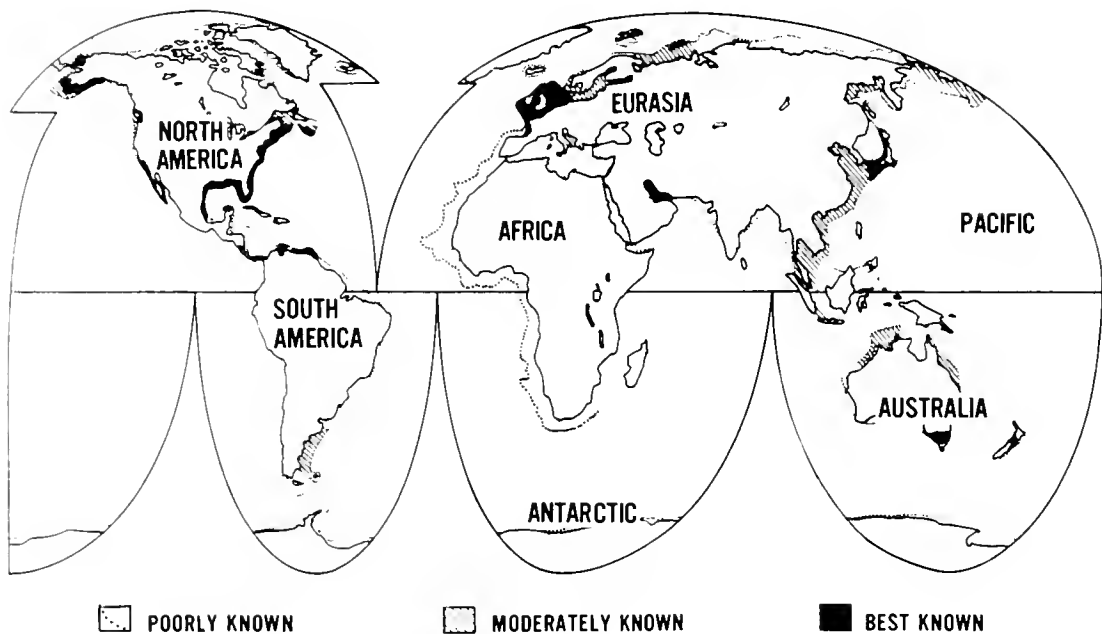 NORTH
AMERICA
EURASIA
AFRICA
PACIFIC
SOUTH
AMERICA
AUSTRALIA
ANTARCTIC
POORLY KNOWN
MODERATELY KNOWN
BEST KNOWN